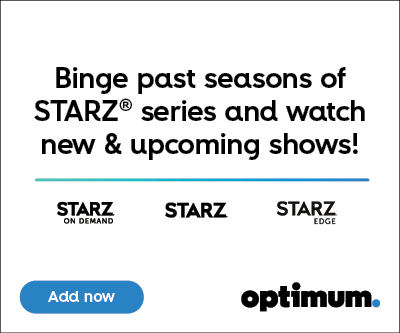 Binge past seasons of
STARZ® series and watch
new & upcoming shows!
STARZ
ON DEMAND
STARZ
STARZ
EDGE
Add now
optimum.